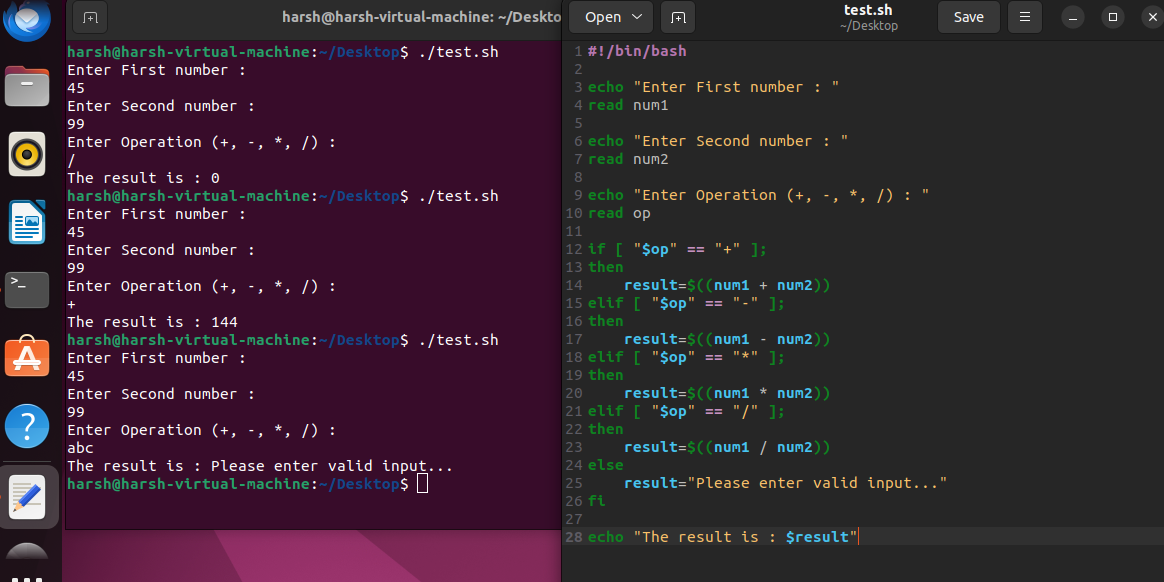 harsh@harsh-virtual-machine: ~/Deskto
harsh@harsh-virtual-machine:~/Desktop$ ./test.sh
Enter First number :
45
Enter Second number :
99
Enter Operation (+, -, *, /) :
/
The result is : 0
harsh@harsh-virtual-machine:~/Desktop$ ./test.sh
Enter First number :
45
Enter Second number :
99
Enter Operation (+, -, *, /) :
+
The result is : 144
harsh@harsh-virtual-machine:~/Desktop$ ./test.sh
Enter First number :
45
Enter Second number :
99
Enter Operation (+, -, *, /) :
abc
The result is : Please enter valid input...
harsh@harsh-virtual-machine:~/Desktop$
Open
test.sh
~/Desktop
Save
1 #!/bin/bash
2
3 echo "Enter First number : "
4 read num1
5
6 echo "Enter Second number : "
7 read num2
8
9 echo "Enter Operation (+, -, *, /) : "
10 read op
11
12 if [ "$op" == "+" ];
13 then
14     result=$((num1 + num2))
15 elif [ "$op" == "-" ];
16 then
17     result=$((num1 - num2))
18 elif [ "$op" == "*" ];
19 then
20     result=$((num1 * num2))
21 elif [ "$op" == "/" ];
22 then
23     result=$((num1 / num2))
24 else
25     result="Please enter valid input..."
26 fi
27
28 echo "The result is : $result"